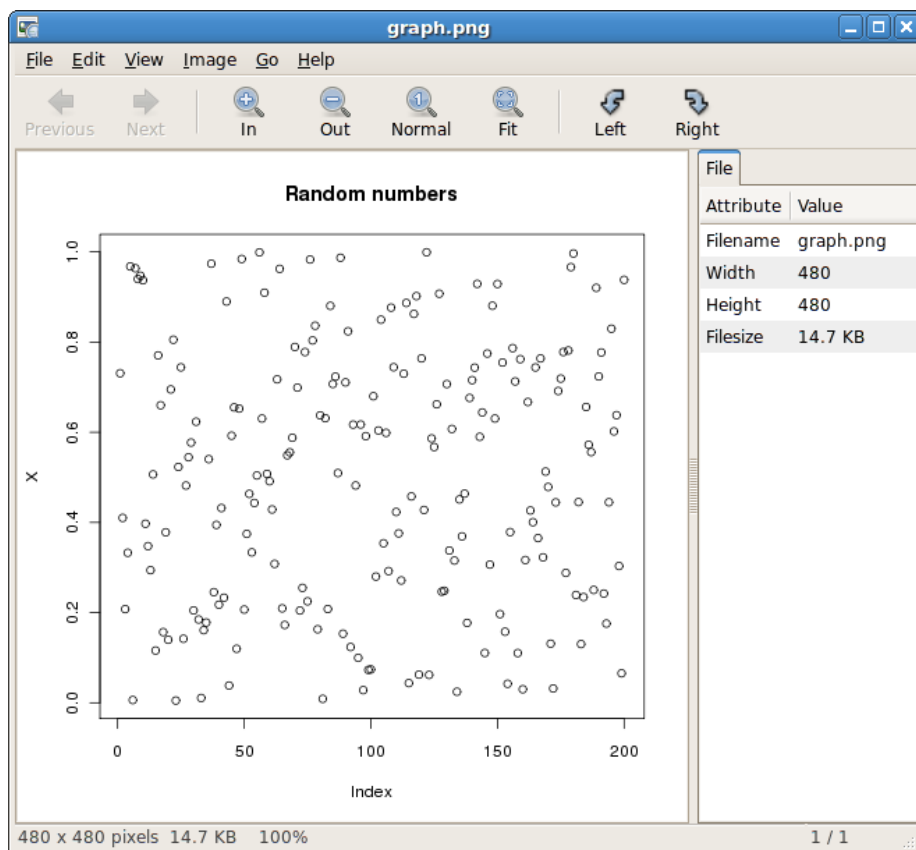 graph.png
File Edit View Image Go Help
Previous Next In Out Normal Fit Left Right
File
Attribute Value
Filename graph.png
Width 480
Height 480
Filesize 14.7 KB
Random numbers
1.0
0.8
0.6
0.4
0.2
0.0
X
0 50 100 150 200
Index
480 x 480 pixels 14.7 KB 100% 1 / 1